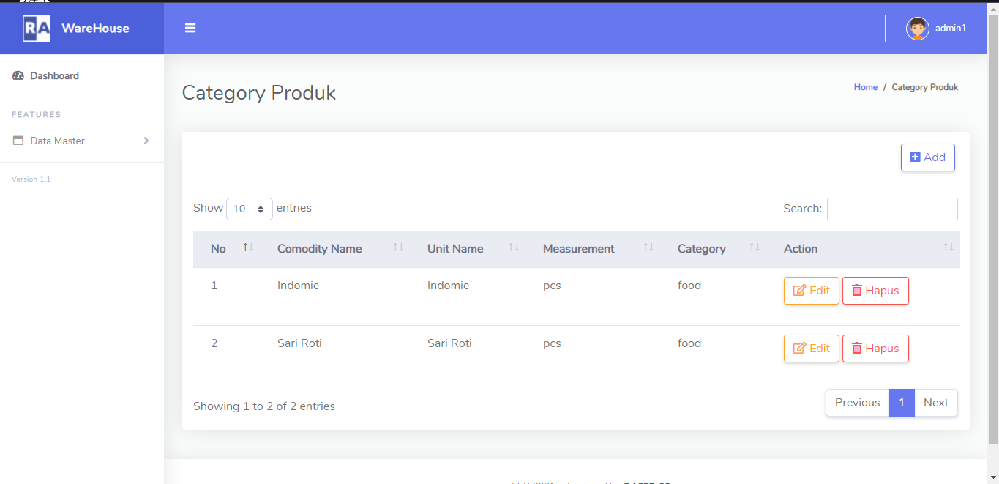 RA WareHouse
admin1
Dashboard
FEATURES
Data Master
Version 1.1
Category Produk
Home / Category Produk
Add
Show 10 entries
Search:
No Comodity Name Unit Name Measurement Category Action
1 Indomie Indomie pcs food Edit Hapus
2 Sari Roti Sari Roti pcs food Edit Hapus
Showing 1 to 2 of 2 entries
Previous 1 Next